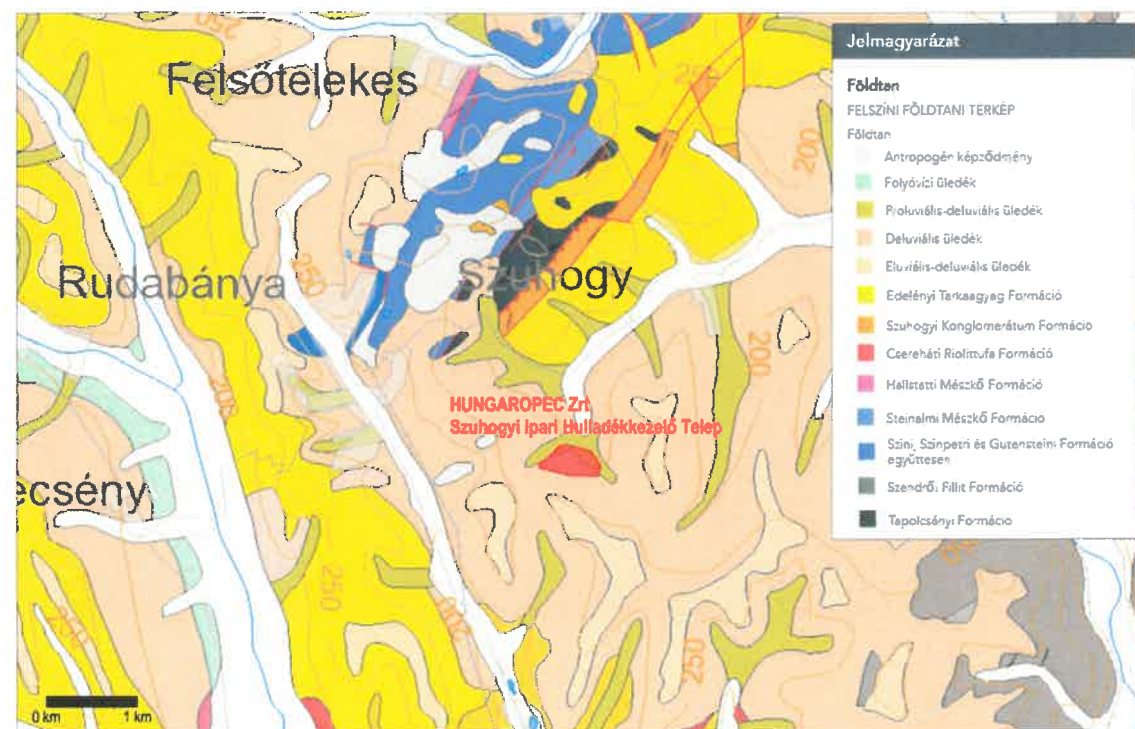 Felsőtelekes
Rudabánya
Szuhogy
ecsény
HUNGAROPEC Zrt
Szuhogyi Ipari Hulladékkezelő Telep
250
250
250
200
200
200
200
250
250
250
0 km
1 km
Jelmagyarázat
Földtan
FELSZÍNI FÖLDTANI TÉRKÉP
Földtan
Antropogén képződmény
Folyóvízi üledék
Proluviális-deluviális üledék
Deluviális üledék
Eluviális-deluviális üledék
Edelényi Tarkaagyag Formáció
Szuhogyi Konglomerátum Formáció
Csereháti Riolittufa Formáció
Hallstatti Mészkő Formáció
Steinalmi Mészkő Formáció
Szini, Szinpetri és Gutensteini Formáció
együttesen
Szendrői Fillit Formáció
Tapolcsányi Formáció